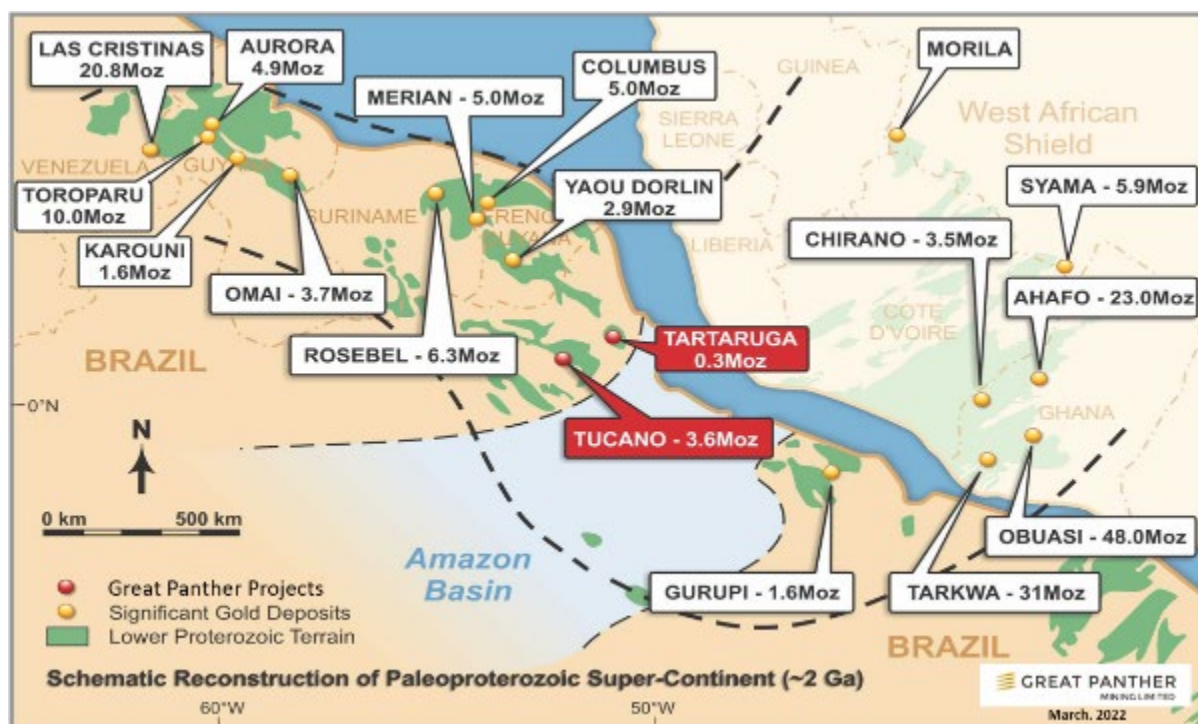 LAS CRISTINAS
20.8Moz
AURORA
4.9Moz
MERIAN - 5.0Moz
COLUMBUS
5.0Moz
GUINEA
MORILA
SIERRA
LEONE
West African
Shield
VENEZUELA
GUY
TOROPARU
10.0Moz
KAROUNI
1.6Moz
OMAI - 3.7Moz
SURINAME
YAOU DORLIN
2.9Moz
LIBERIA
SYAMA - 5.9Moz
CHIRANO - 3.5Moz
AHAFO - 23.0Moz
COTE
D'VOIRE
ROSEBEL - 6.3Moz
TARTARUGA
0.3Moz
BRAZIL
0°N
GHANA
N
TUCANO - 3.6Moz
0 km 500 km
OBUASI - 48.0Moz
Amazon
Basin
GURUPI - 1.6Moz
TARKWA - 31Moz
Great Panther Projects
Significant Gold Deposits
Lower Proterozoic Terrain
BRAZIL
Schematic Reconstruction of Paleoproterozoic Super-Continent (~2 Ga)
GREAT PANTHER
MINING LIMITED
March. 2022
60°W
50°W